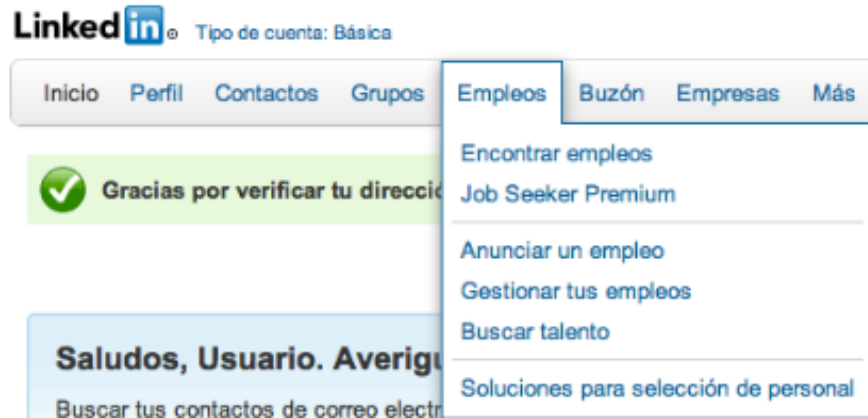 Linked in® Tipo de cuenta: Básica
Inicio Perfil Contactos Grupos Empleos Buzón Empresas Más
Encontrar empleos
Gracias por verificar tu direcci
Job Seeker Premium
Anunciar un empleo
Gestionar tus empleos
Buscar talento
Saludos, Usuario. Averig
Soluciones para selección de personal
Buscar tus contactos de correo electr